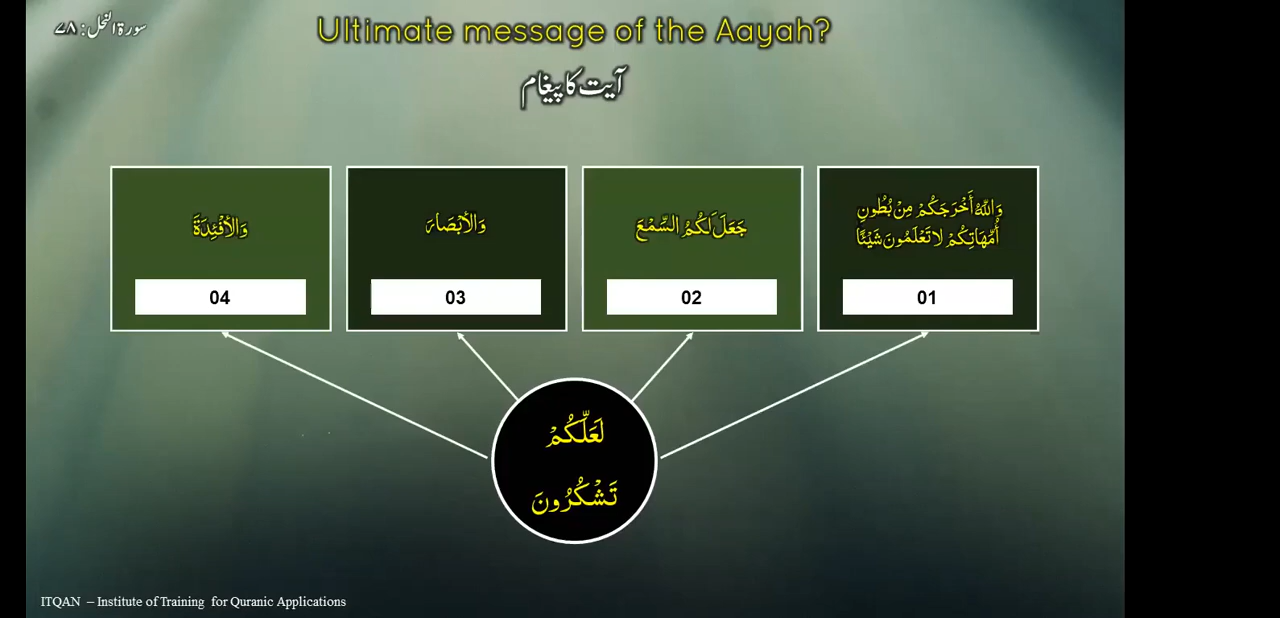 سورۃ النحل: ۷۸
Ultimate message of the Aayah?
آیت کا پیغام
وَاللّٰهُ أَخْرَجَكُمْ مِنْ بُطُونِ
أُمَّهَاتِكُمْ لَا تَعْلَمُونَ شَيْئًا
01
جَعَلَ لَكُمُ السَّمْعَ
02
وَالْأَبْصَارَ
03
وَالْأَفْئِدَةَ
04
لَعَلَّكُمْ
تَشْكُرُونَ
ITQAN – Institute of Training for Quranic Applications